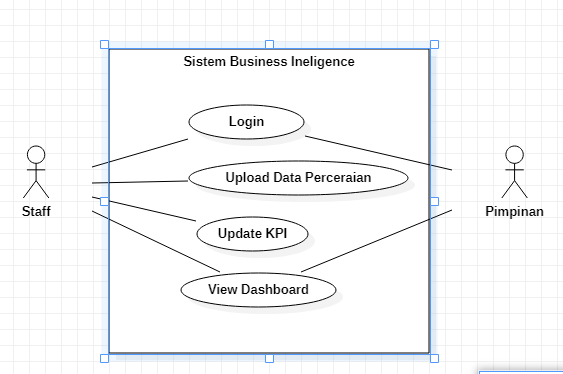 Sistem Business Ineligence
Login
Upload Data Perceraian
Update KPI
Staff
Pimpinan
View Dashboard